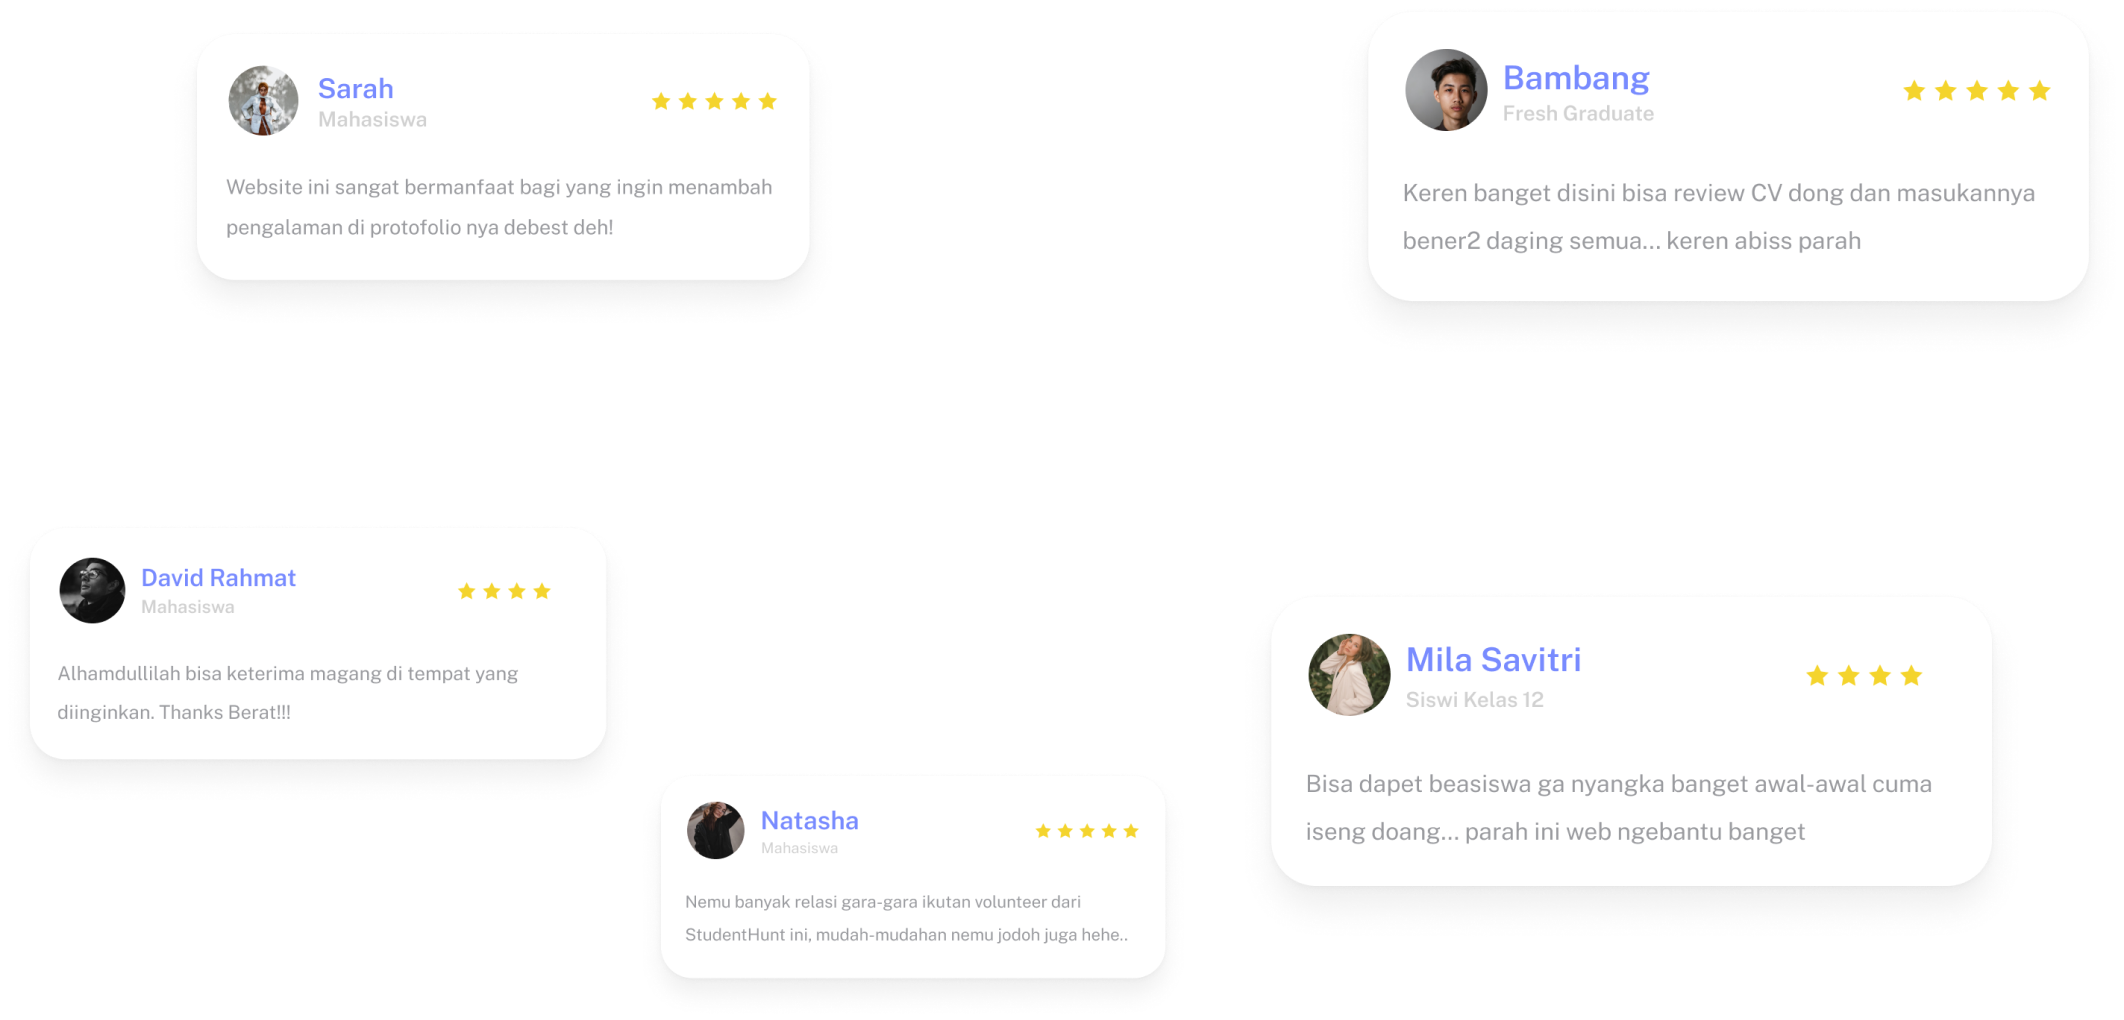 Sarah
Mahasiswa
Website ini sangat bermanfaat bagi yang ingin menambah
pengalaman di protofolio nya debest deh!
Bambang
Fresh Graduate
Keren banget disini bisa review CV dong dan masukannya
bener2 daging semua... keren abiss parah
David Rahmat
Mahasiswa
Alhamdullilah bisa keterima magang di tempat yang
diinginkan. Thanks Berat!!!
Mila Savitri
Siswi Kelas 12
Bisa dapet beasiswa ga nyangka banget awal-awal cuma
iseng doang... parah ini web ngebantu banget
Natasha
Mahasiswa
Nemu banyak relasi gara-gara ikutan volunteer dari
StudentHunt ini, mudah-mudahan nemu jodoh juga hehe..